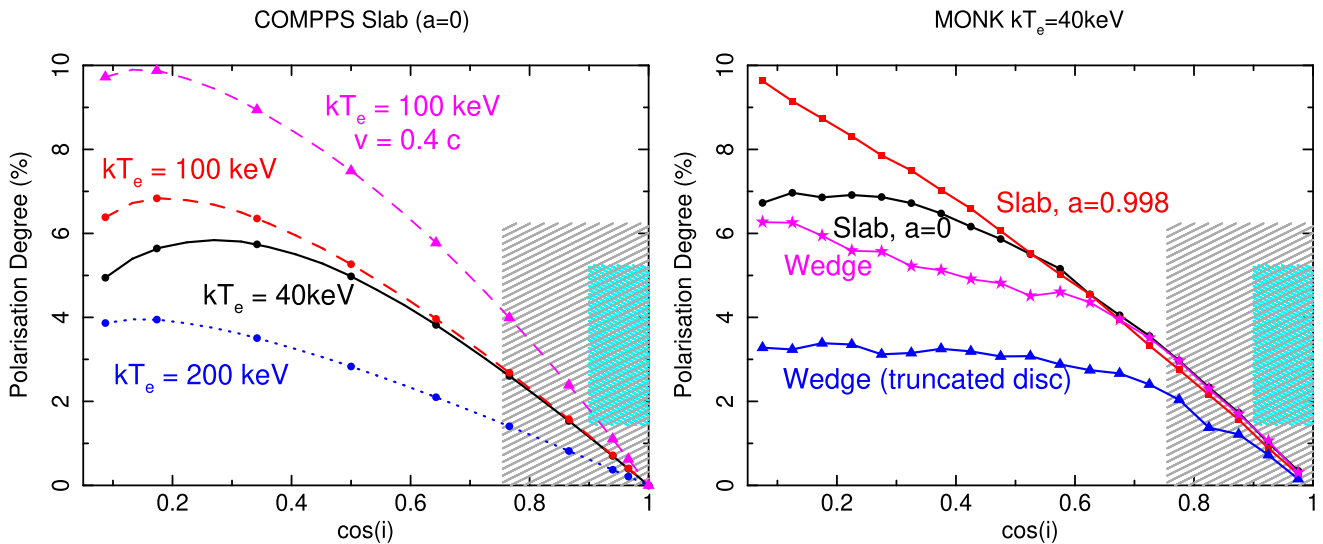 COMPPS Slab (a=0)
Polarisation Degree (%)
0
2
4
6
8
10
kTe = 100 keV
v = 0.4 c
kTe = 100 keV
kTe = 40keV
kTe = 200 keV
0.2
0.4
0.6
0.8
1
cos(i)
MONK kTe=40keV
Polarisation Degree (%)
0
2
4
6
8
10
Slab, a=0.998
Slab, a=0
Wedge
Wedge (truncated disc)
0.2
0.4
0.6
0.8
1
cos(i)